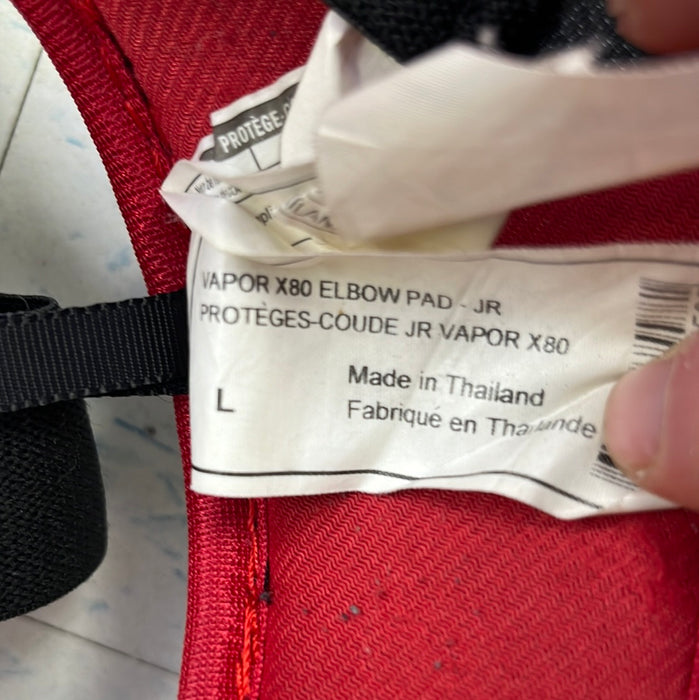 PROTÈGE-
VAPOR X80 ELBOW PAD - JR
PROTÈGES-COUDE JR VAPOR X80
L
Made in Thailand
Fabriqué en Thaïlande